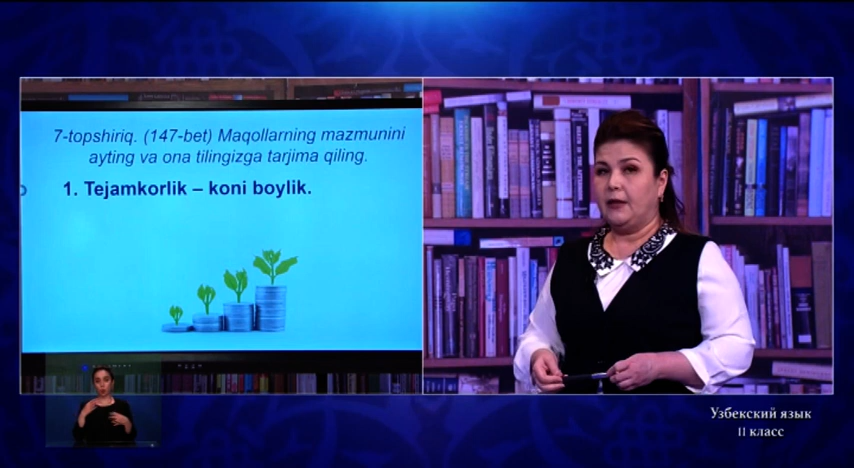 7-topshiriq. (147-bet) Maqollarning mazmunini
ayting va ona tilingizga tarjima qiling.
1. Tejamkorlik – koni boylik.
Узбекский язык
II класс